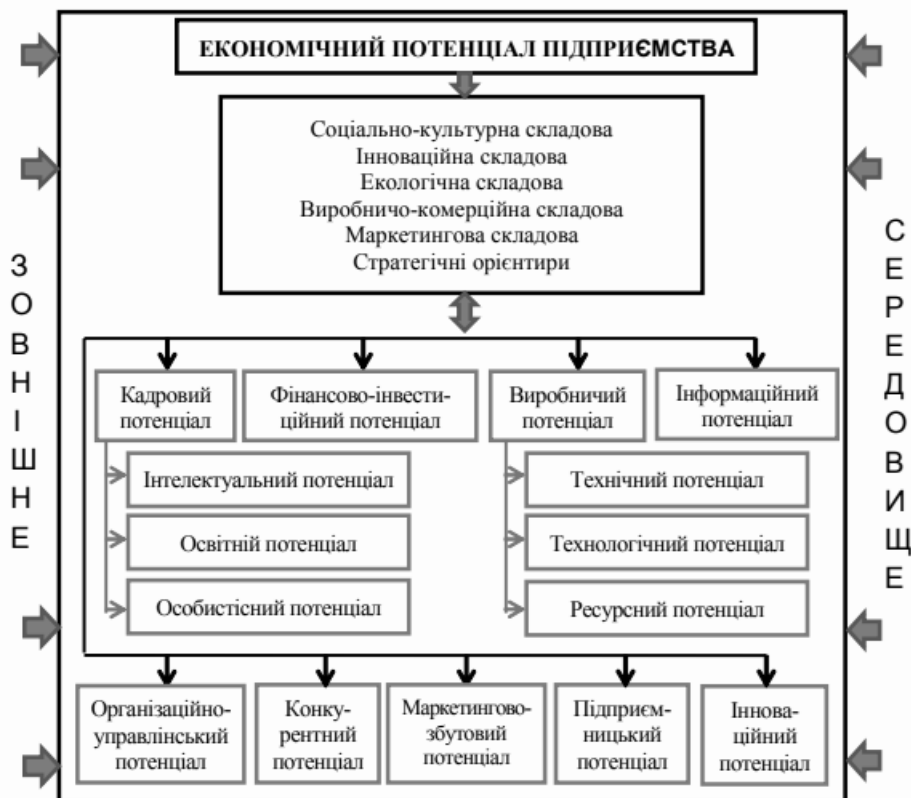 ЕКОНОМІЧНИЙ ПОТЕНЦІАЛ ПІДПРИЄМСТВА
Соціально-культурна складова
Інноваційна складова
Екологічна складова
Виробничо-комерційна складова
Маркетингова складова
Стратегічні орієнтири
ЗОВНІШНЕ
СЕРЕДОВИЩЕ
Кадровий
потенціал
Фінансово-інвести-
ційний потенціал
Виробничий
потенціал
Інформаційний
потенціал
Інтелектуальний потенціал
Освітній потенціал
Особистісний потенціал
Технічний потенціал
Технологічний потенціал
Ресурсний потенціал
Організаційно-
управлінський
потенціал
Конку-
рентний
потенціал
Маркетингово-
збутовий
потенціал
Підприєм-
ницький
потенціал
Іннова-
ційний
потенціал